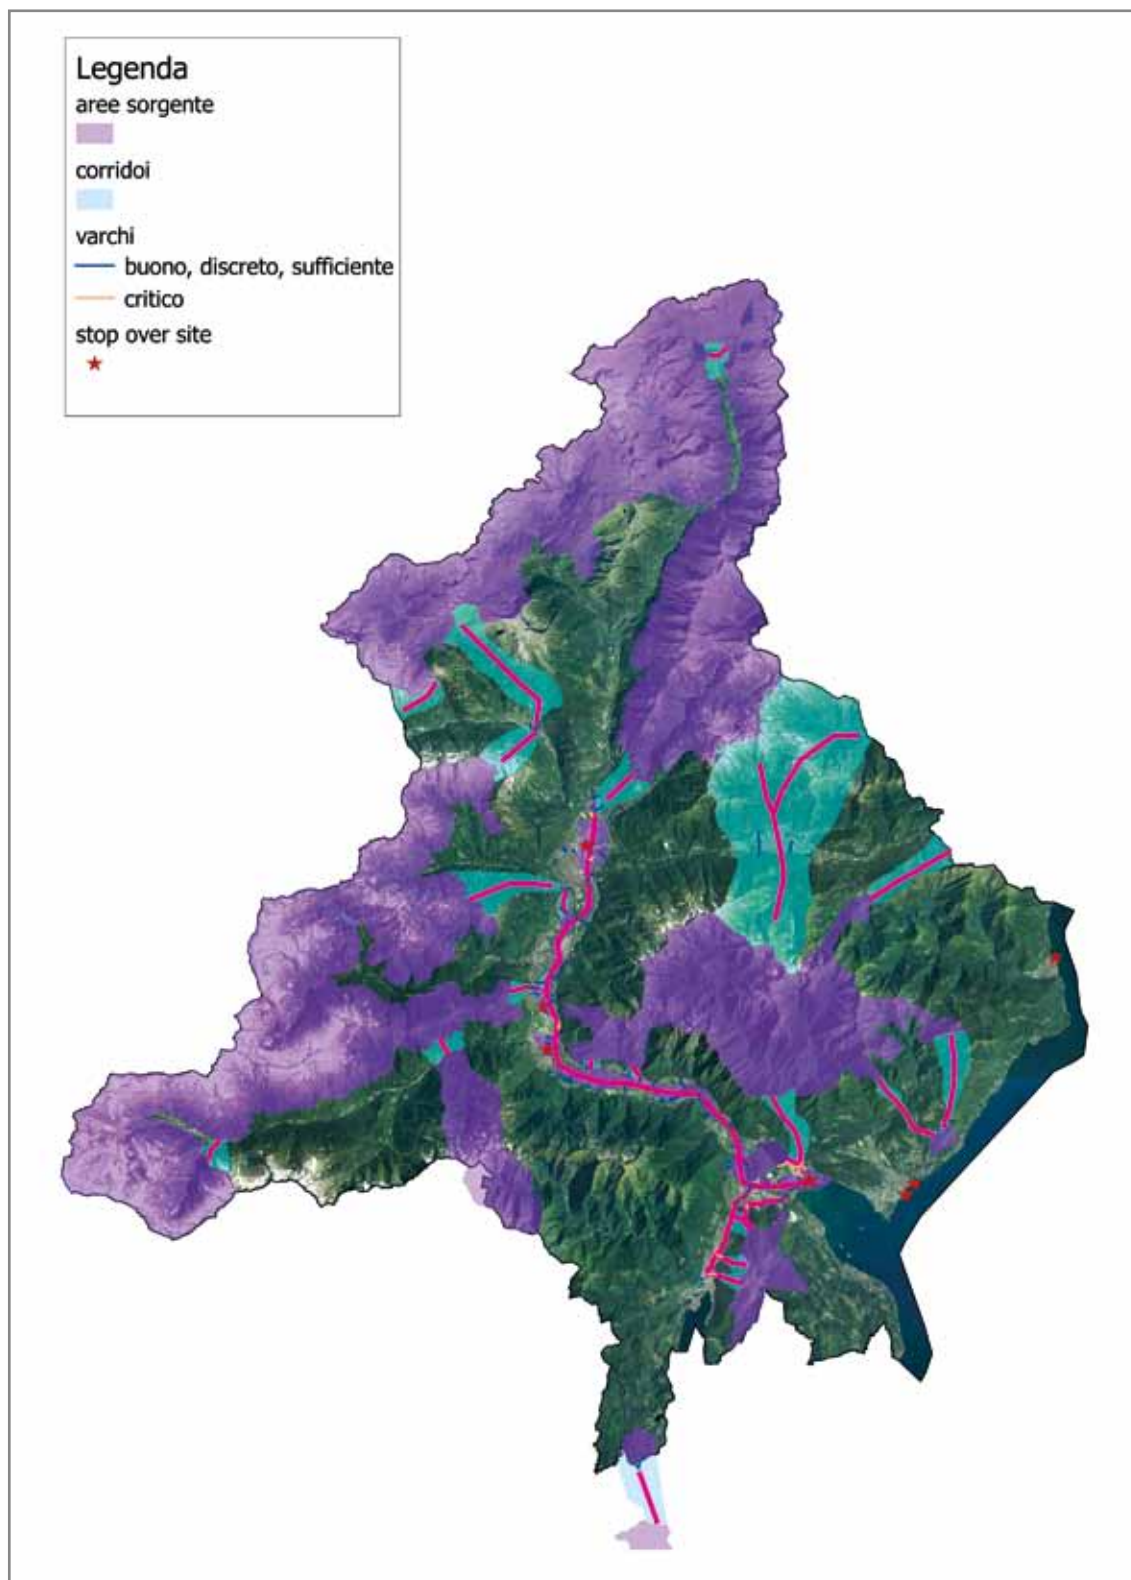 Legenda
aree sorgente
corridoi
varchi
buono, discreto, sufficiente
critico
stop over site